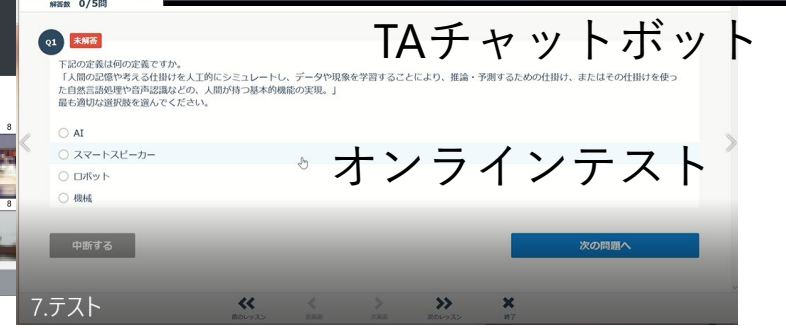 解答数 0/5問
TAチャットボット
Q1 未解答
下記の定義は何の定義ですか。
「人間の記憶や考える仕掛けを人工的にシミュレートし、データや現象を学習することにより、推論・予測するための仕掛け、またはその仕掛けを使っ
た自然言語処理や音声認識などの、人間が持つ基本的機能の実現。」
最も適切な選択肢を選んでください。
8
AI
スマートスピーカー
オンラインテスト
ロボット
8
機械
中断する
次の問題へ
7.テスト
前のレッスン
前画面
次画面
次のレッスン
終了